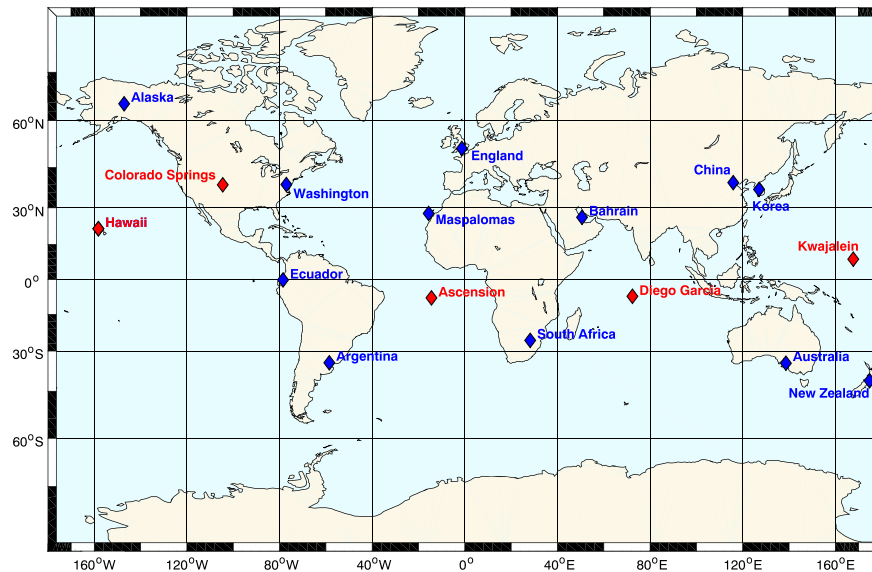 Alaska
60°N
England
Colorado Springs
China
Washington
Korea
30°N
Maspalomas
Bahrain
Hawaii
Kwajalein
Ecuador
0°
Ascension
Diego Garcia
South Africa
30°S
Argentina
Australia
New Zealand
60°S
160°W 120°W 80°W 40°W 0° 40°E 80°E 120°E 160°E